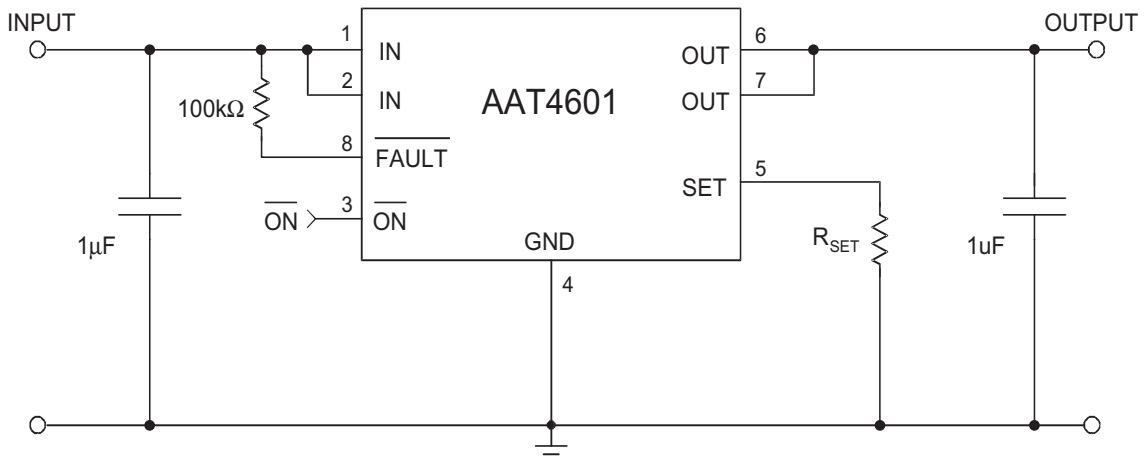 INPUT
OUTPUT
1
IN
OUT
6
2
IN
AAT4601
OUT
7
100kΩ
8
FAULT
SET
5
ON
3
ON
1μF
GND
4
R_SET
1uF